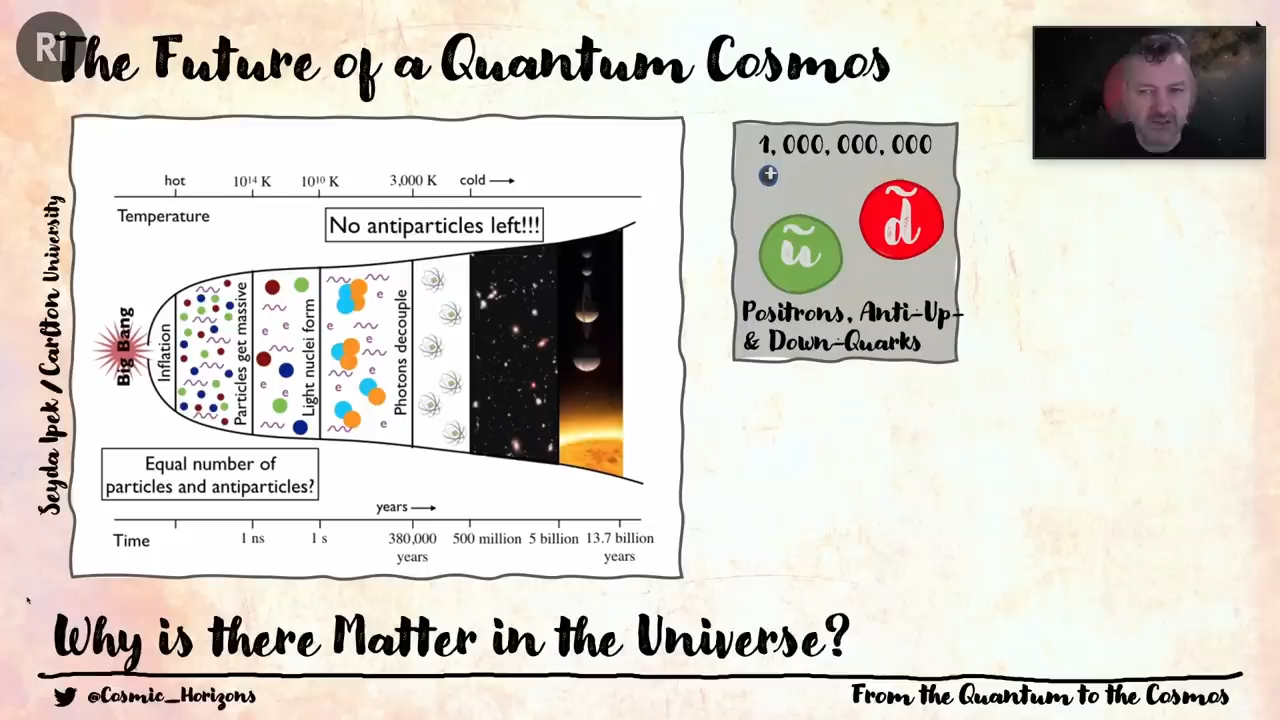 Ri
The Future of a Quantum Cosmos
Seyda Ipek / Carlton University
hot 10¹⁴ K 10¹⁰ K 3,000 K cold
Temperature
No antiparticles left!!!
Big Bang
Inflation
Particles get massive
e
e
e
e
e
Light nuclei form
e
e
e
e
Photons decouple
Equal number of
particles and antiparticles?
years
Time
1 ns 1 s 380,000 500 million 5 billion 13.7 billion
years years
1, 000, 000, 000
+
ũ
d̃
Positrons, Anti-Up-
& Down-Quarks
Why is there Matter in the Universe?
@Cosmic_Horizons
From the Quantum to the Cosmos